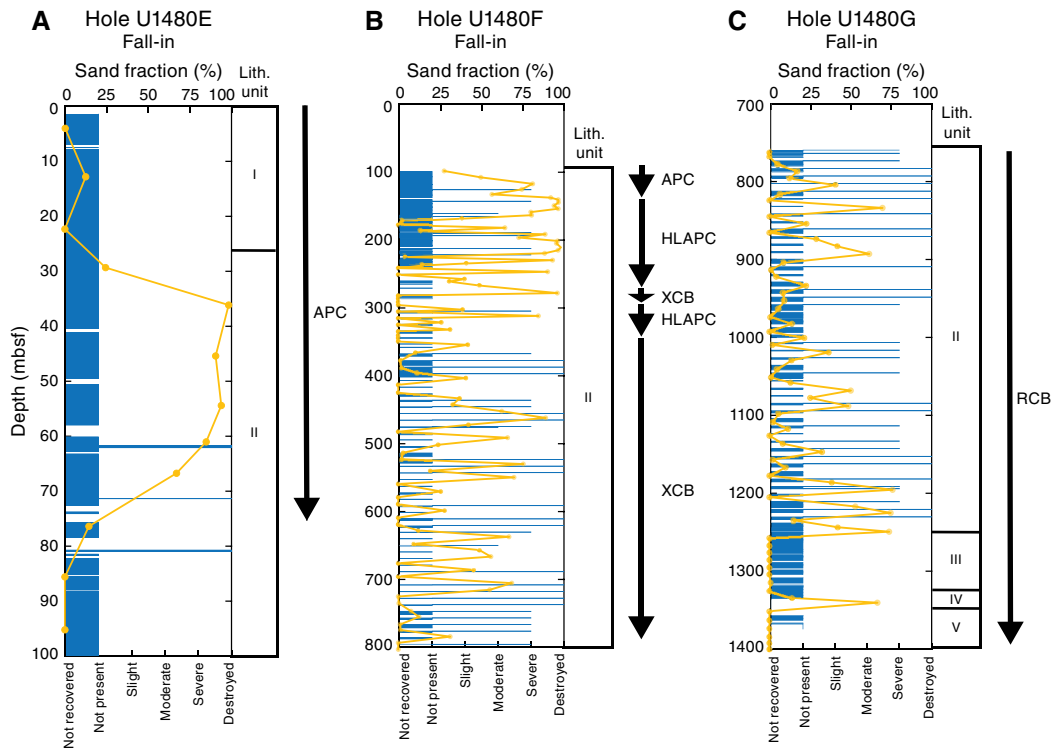 A
Hole U1480E
Fall-in
Sand fraction (%)
Lith.
unit
0 25 50 75 100
0
10
20
30
40
50
60
70
80
90
100
Depth (mbsf)
I
II
APC
Not recovered
Not present
Slight
Moderate
Severe
Destroyed
B
Hole U1480F
Fall-in
Sand fraction (%)
0 25 50 75 100
Lith.
unit
0
100
200
300
400
500
600
700
800
II
APC
HLAPC
XCB
HLAPC
XCB
Not recovered
Not present
Slight
Moderate
Severe
Destroyed
C
Hole U1480G
Fall-in
Sand fraction (%)
0 25 50 75 100
Lith.
unit
700
800
900
1000
1100
1200
1300
1400
II
III
IV
V
RCB
Not recovered
Not present
Slight
Moderate
Severe
Destroyed